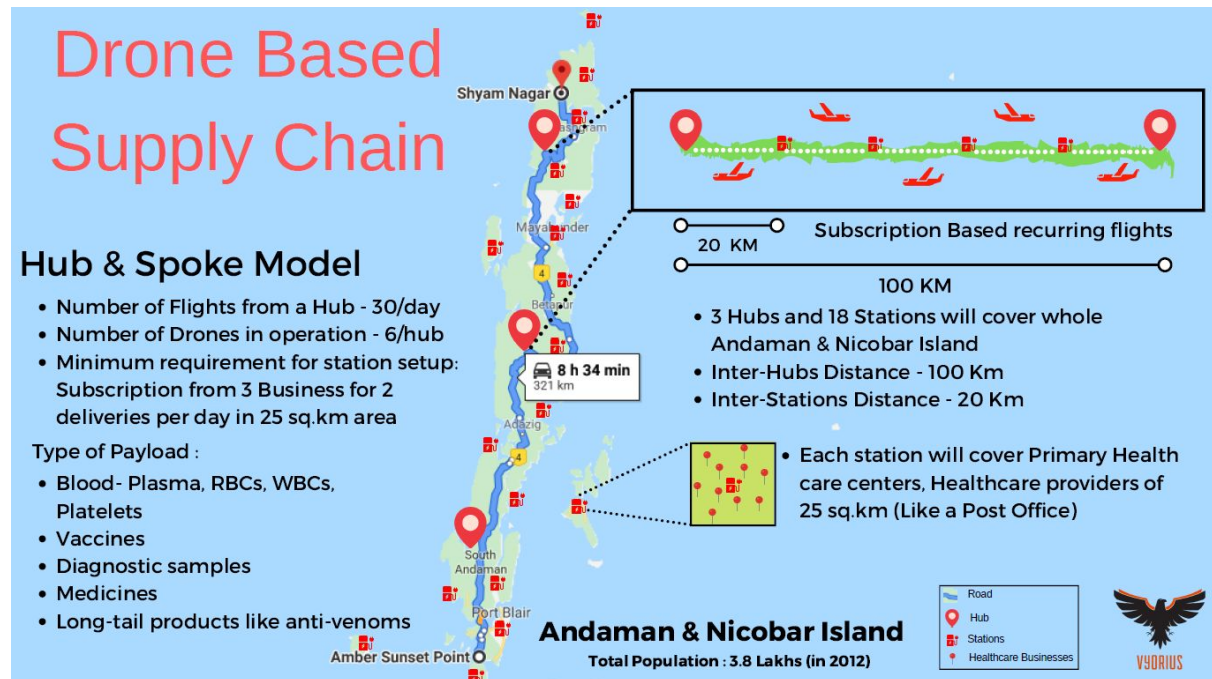 Drone Based
Supply Chain
Hub & Spoke Model
• Number of Flights from a Hub - 30/day
• Number of Drones in operation - 6/hub
• Minimum requirement for station setup:
Subscription from 3 Business for 2
deliveries per day in 25 sq.km area
Type of Payload :
• Blood- Plasma, RBCs, WBCs,
Platelets
• Vaccines
• Diagnostic samples
• Medicines
• Long-tail products like anti-venoms
Shyam Nagar
4
8 h 34 min
321 km
Adazig
4
South
Andaman
Port Blair
Amber Sunset Point
20 KM
Subscription Based recurring flights
100 KM
• 3 Hubs and 18 Stations will cover whole
Andaman & Nicobar Island
• Inter-Hubs Distance - 100 Km
• Inter-Stations Distance - 20 Km
• Each station will cover Primary Health
care centers, Healthcare providers of
25 sq.km (Like a Post Office)
Andaman & Nicobar Island
Total Population : 3.8 Lakhs (in 2012)
Road
Hub
Stations
Healthcare Businesses
VYDRIUS